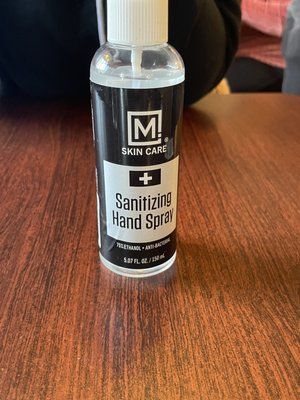 M.®
SKIN CARE
Sanitizing
Hand Spray
75% ETHANOL • ANTI-BACTERIAL
5.07 FL. OZ. / 150 mL